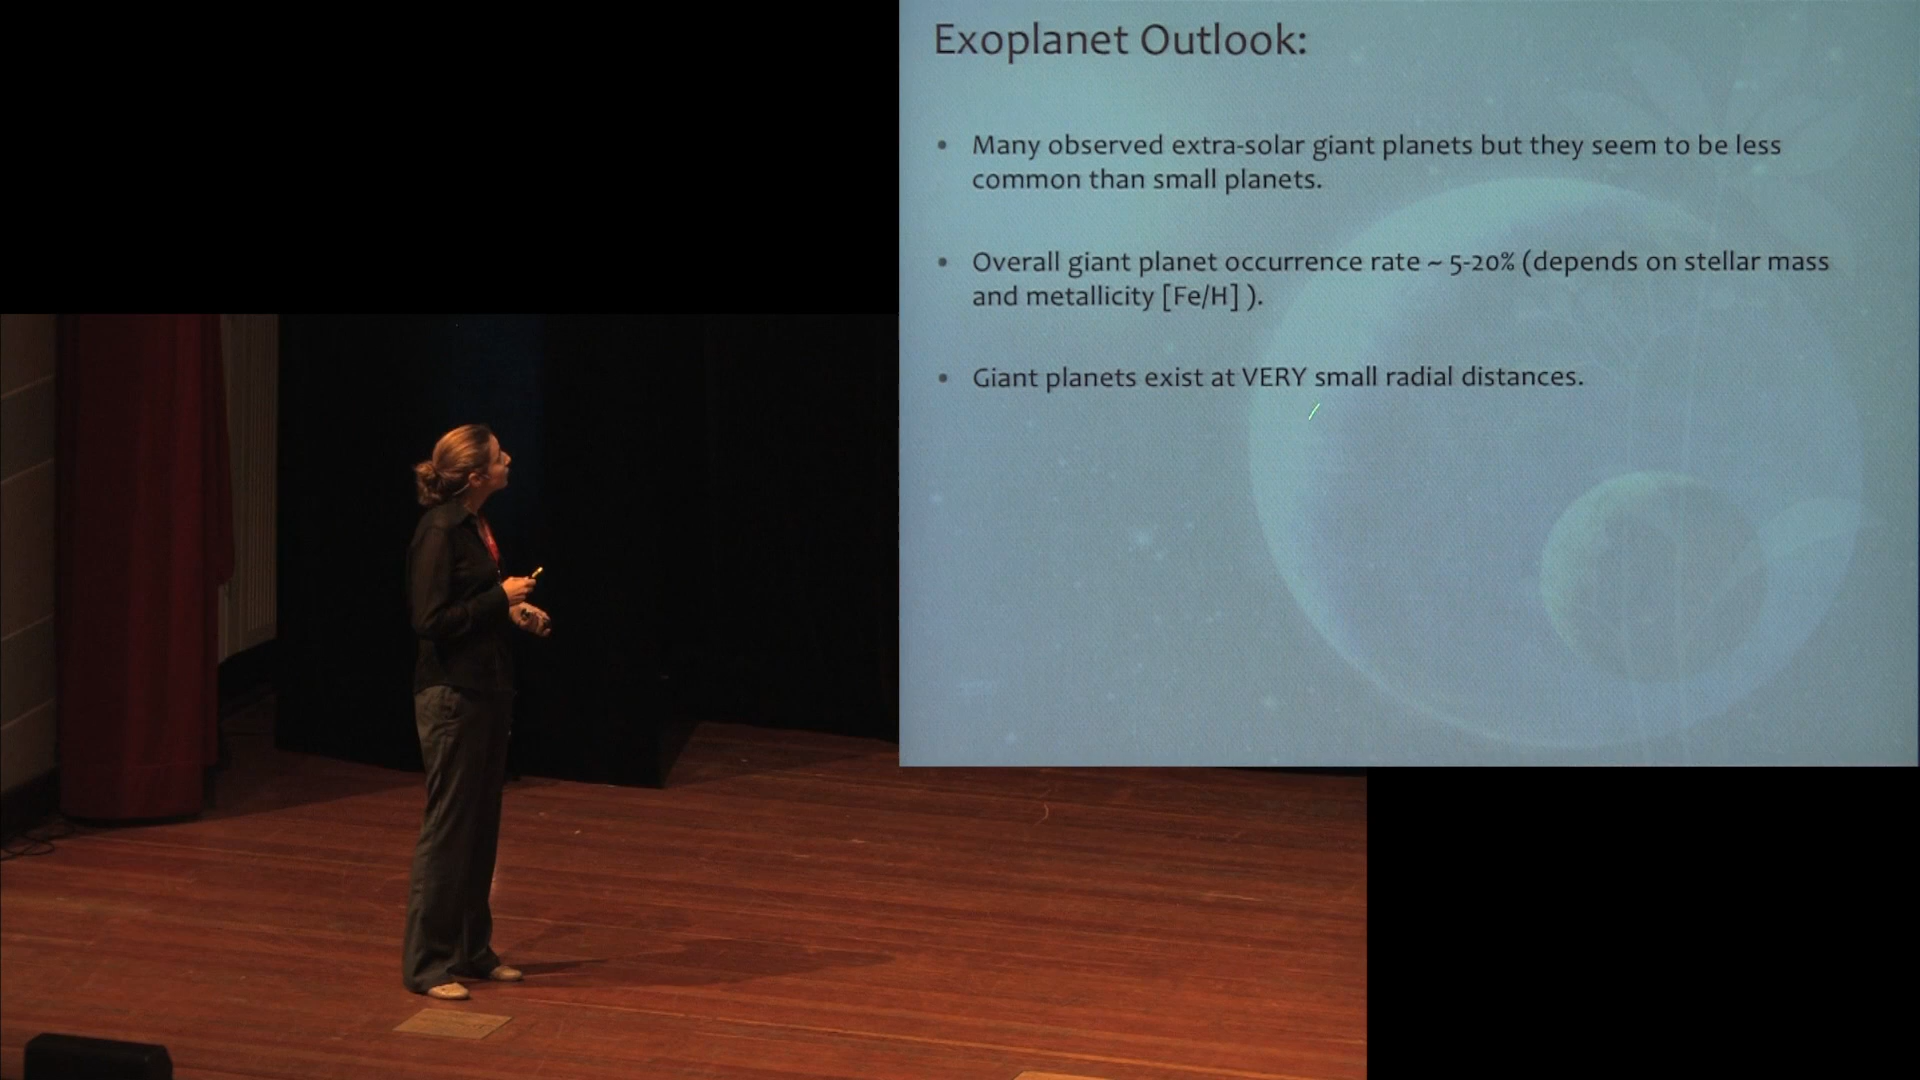 Exoplanet Outlook:
• Many observed extra-solar giant planets but they seem to be less
common than small planets.
• Overall giant planet occurrence rate ~ 5-20% (depends on stellar mass
and metallicity [Fe/H] ).
• Giant planets exist at VERY small radial distances.